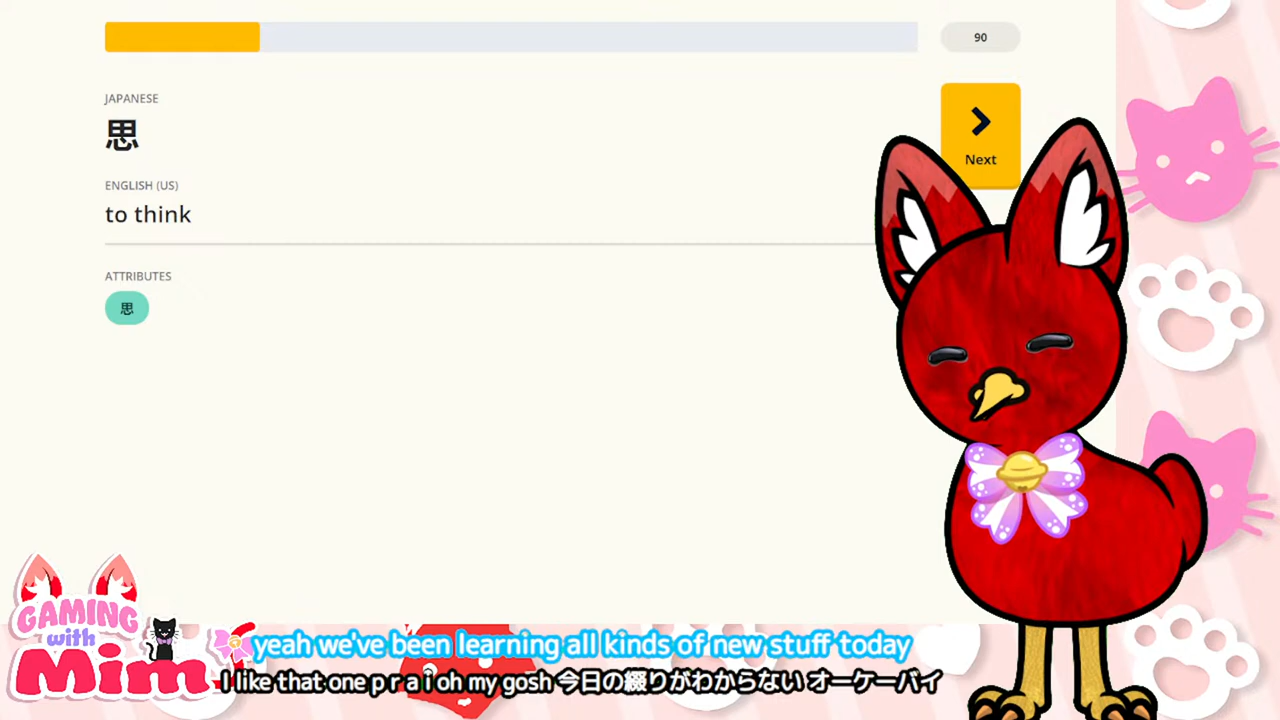 90
JAPANESE
思
Next
ENGLISH (US)
to think
ATTRIBUTES
思
GAMING
with
Mim
yeah we've been learning all kinds of new stuff today
I like that one p r a i oh my gosh 今日の綴りがわからない オーケーバイ